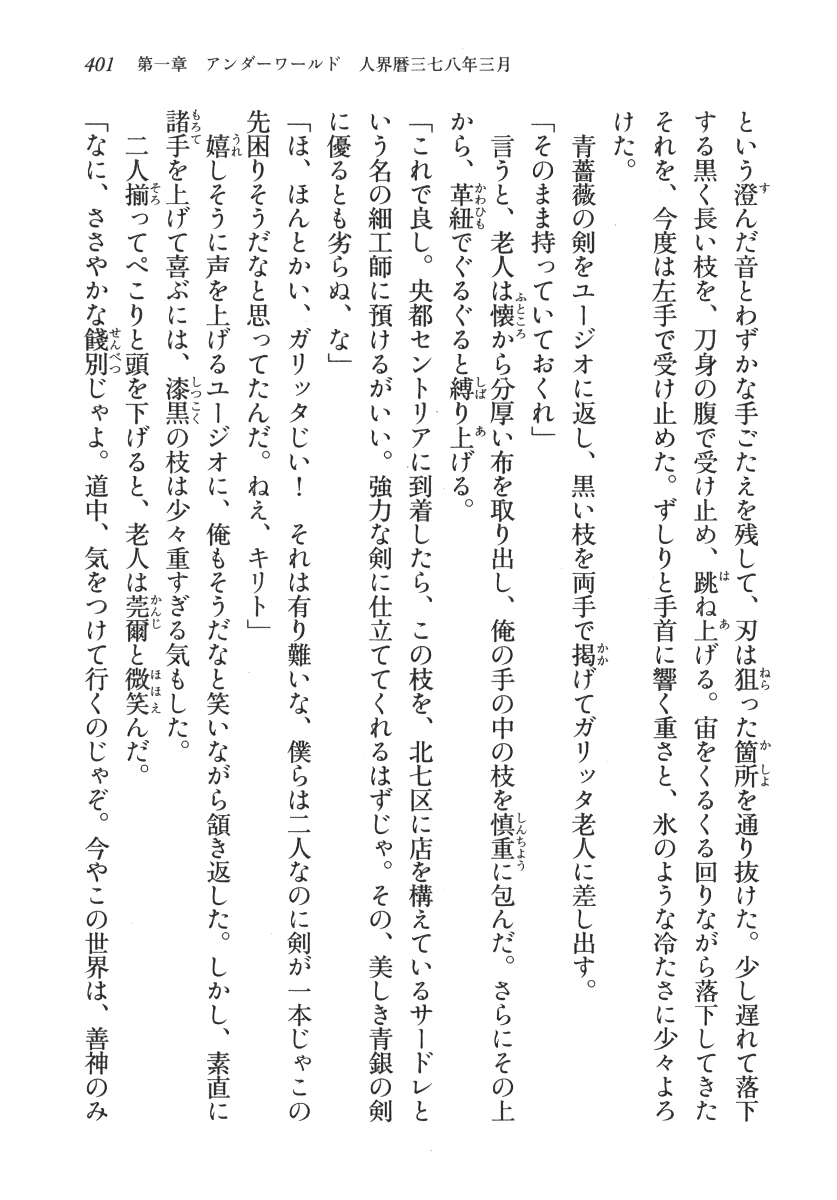 401　第一章　アンダーワールド　人界暦三七八年三月
という澄んだ音とわずかな手ごたえを残して、刃は狙った箇所を通り抜けた。少し遅れて落下
する黒く長い枝を、刀身の腹で受け止め、跳ね上げる。宙をくるくる回りながら落下してきた
それを、今度は左手で受け止めた。ずしりと手首に響く重さと、氷のような冷たさに少々よろ
けた。
　青薔薇の剣をユージオに返し、黒い枝を両手で掲げてガリッタ老人に差し出す。
「そのまま持っていておくれ」
　言うと、老人は懐から分厚い布を取り出し、俺の手の中の枝を慎重に包んだ。さらにその上
から、革紐でぐるぐると縛り上げる。
「これで良し。央都セントリアに到着したら、この枝を、北七区に店を構えているサードレと
いう名の細工師に預けるがいい。強力な剣に仕立ててくれるはずじゃ。その、美しき青銀の剣
に優るとも劣らぬ、な」
「ほ、ほんとかい、ガリッタじい！　それは有り難いな、僕らは二人なのに剣が一本じゃこの
先困りそうだなと思ってたんだ。ねえ、キリト」
　嬉しそうに声を上げるユージオに、俺もそうだなと笑いながら頷き返した。しかし、素直に
諸手を上げて喜ぶには、漆黒の枝は少々重すぎる気もした。
　二人揃ってぺこりと頭を下げると、老人は莞爾と微笑んだ。
「なに、ささやかな餞別じゃよ。道中、気をつけて行くのじゃぞ。今やこの世界は、善神のみ